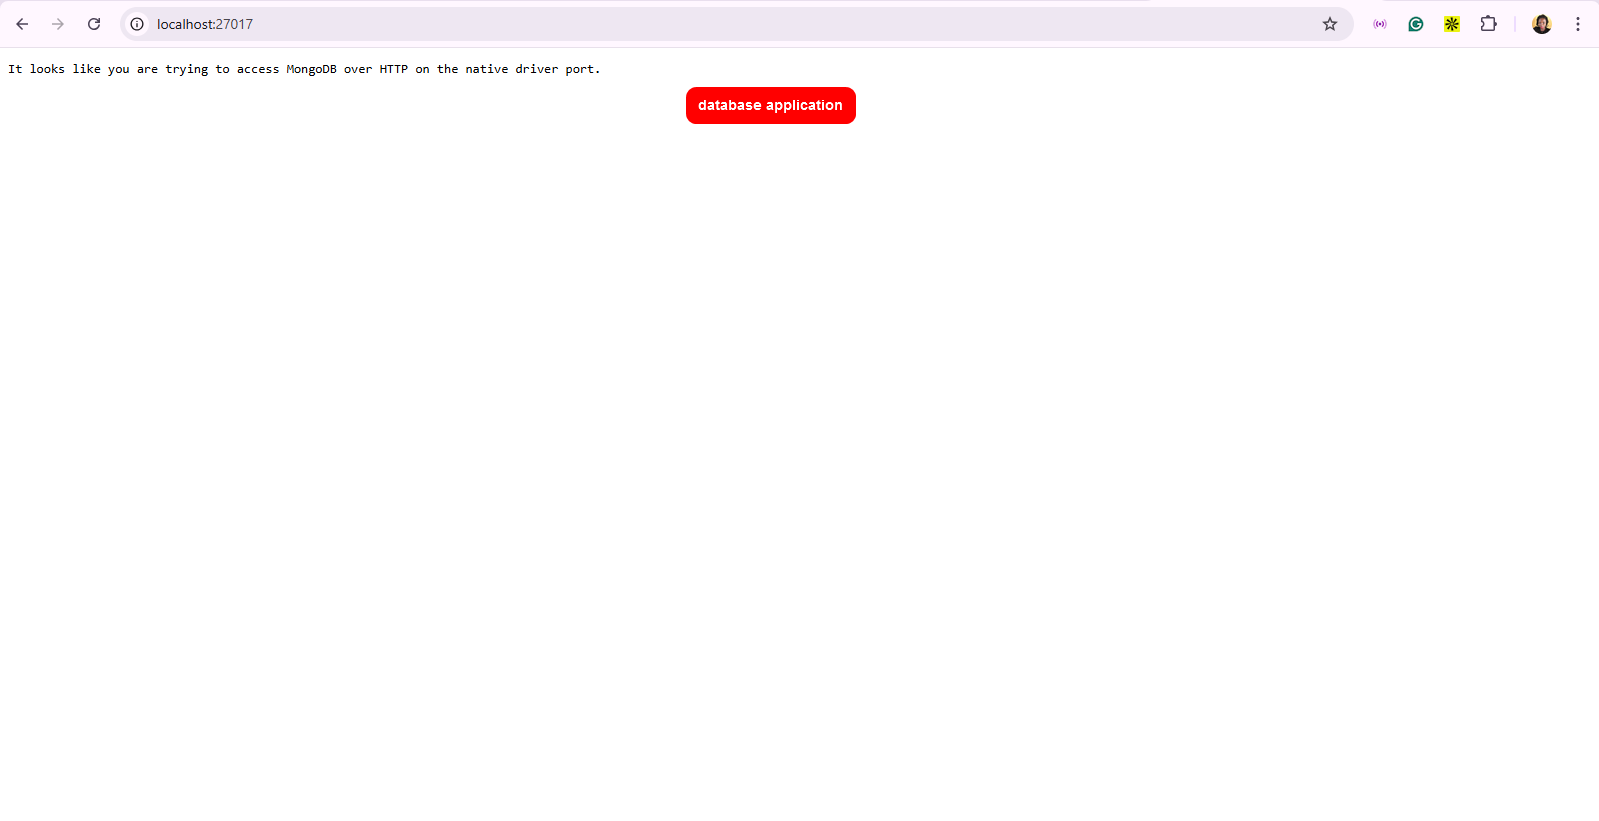 localhost:27017
It looks like you are trying to access MongoDB over HTTP on the native driver port.
database application